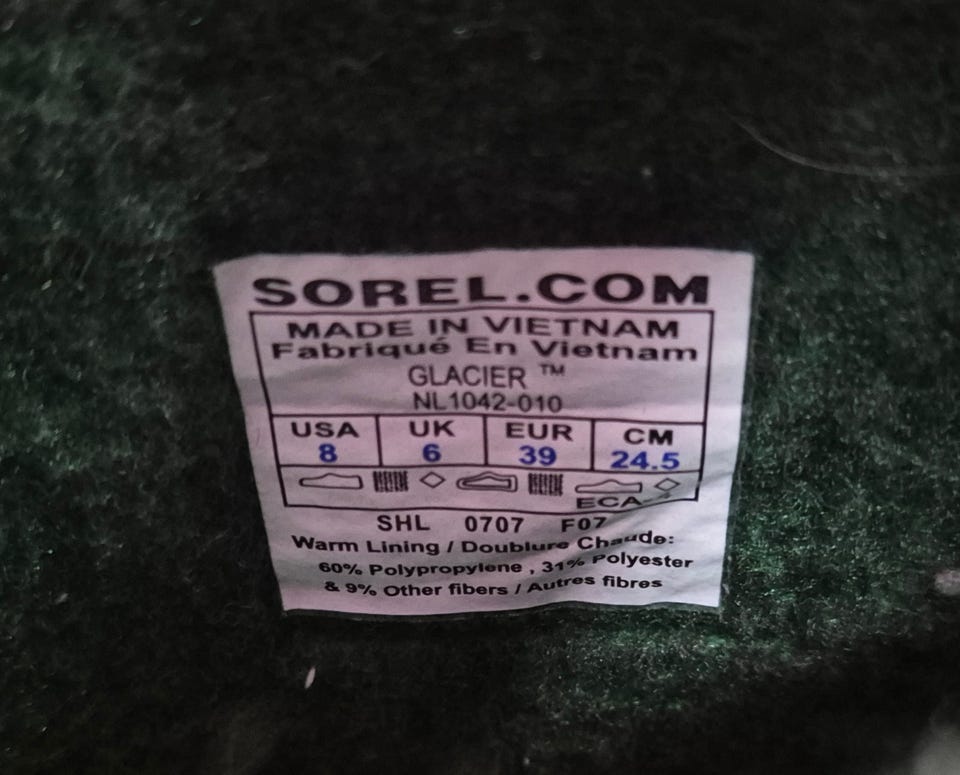 SOREL.COM
MADE IN VIETNAM
Fabriqué En Vietnam
GLACIER ™
NL1042-010
USA UK EUR CM
8 6 39 24.5
ECA-4
SHL 0707 F07
Warm Lining / Doublure Chaude:
60% Polypropylene , 31% Polyester
& 9% Other fibers / Autres fibres